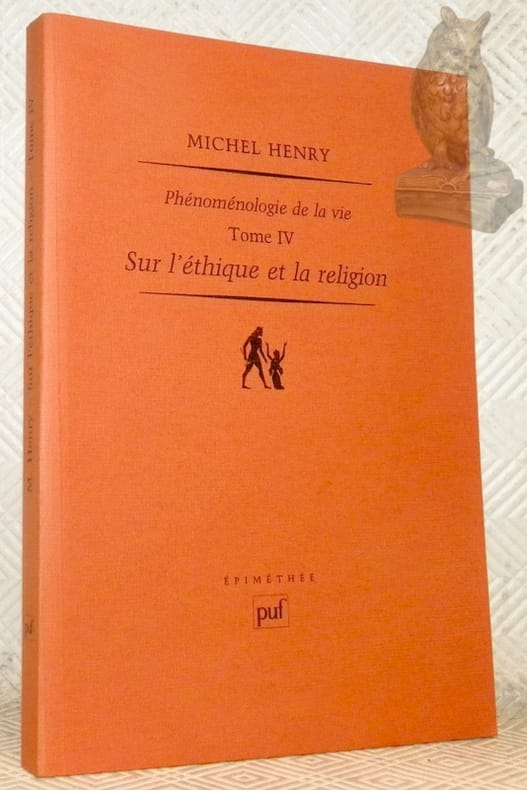 MICHEL HENRY
Phénoménologie de la vie
Tome IV
Sur l'éthique et la religion
ÉPIMÉTHÉE
puf
M. Henry Sur l'éthique et la religion Tome IV
puf